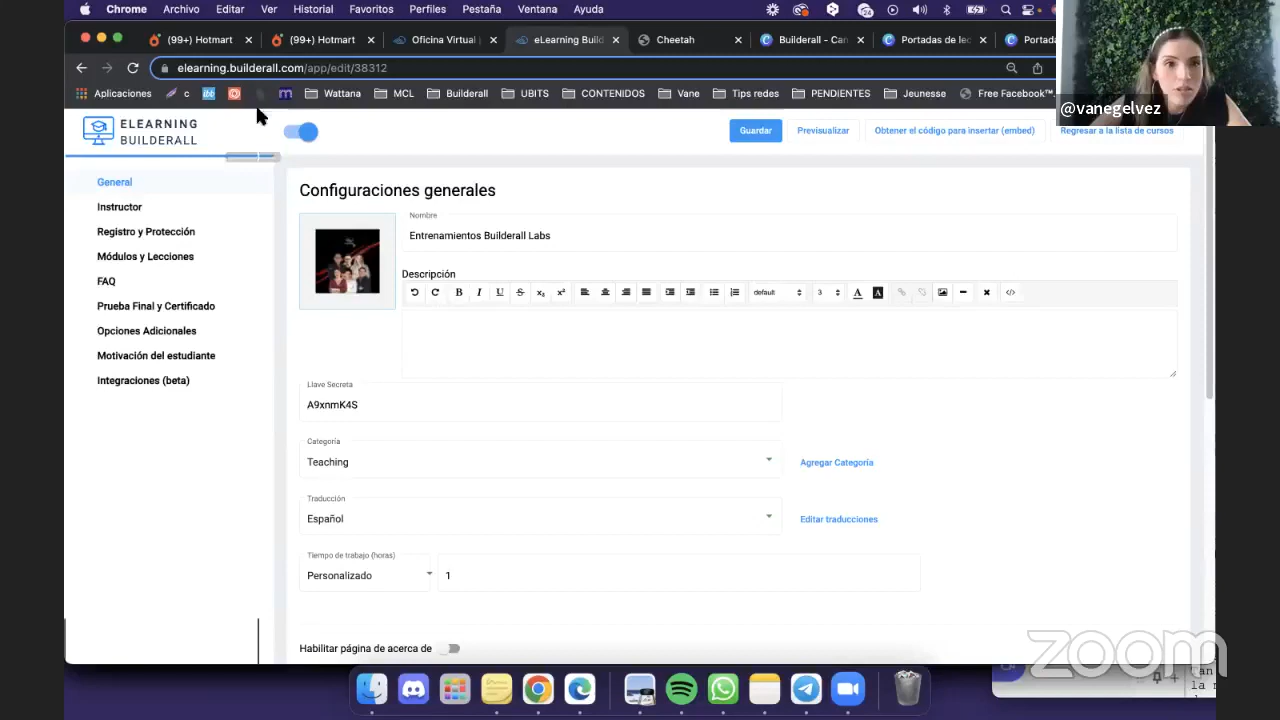 Chrome Archivo Editar Ver Historial Favoritos Perfiles Pestaña Ventana Ayuda
(99+) Hotmart (99+) Hotmart Oficina Virtual eLearning Build Cheetah Builderall - Can Portadas de lec Portada
elearning.builderall.com/app/edit/38312
Aplicaciones c Wattana MCL Builderall UBITS CONTENIDOS Vane Tips redes PENDIENTES Jeunesse Curso Facebook™
@vanegelvez
ELEARNING
BUILDERALL
Guardar Previsualizar Obtener el código para insertar (embed) Regresar a la lista de cursos
General
Instructor
Registro y Protección
Módulos y Lecciones
FAQ
Prueba Final y Certificado
Opciones Adicionales
Motivación del estudiante
Integraciones (beta)
Configuraciones generales
Nombre
Entrenamientos Builderall Labs
Descripción
default 3
Llave Secreta
A9xnmK4S
Categoría
Teaching
Agregar Categoría
Traducción
Español
Editar traducciones
Tiempo de trabajo (horas)
Personalizado 1
Habilitar página de acerca de
zoom